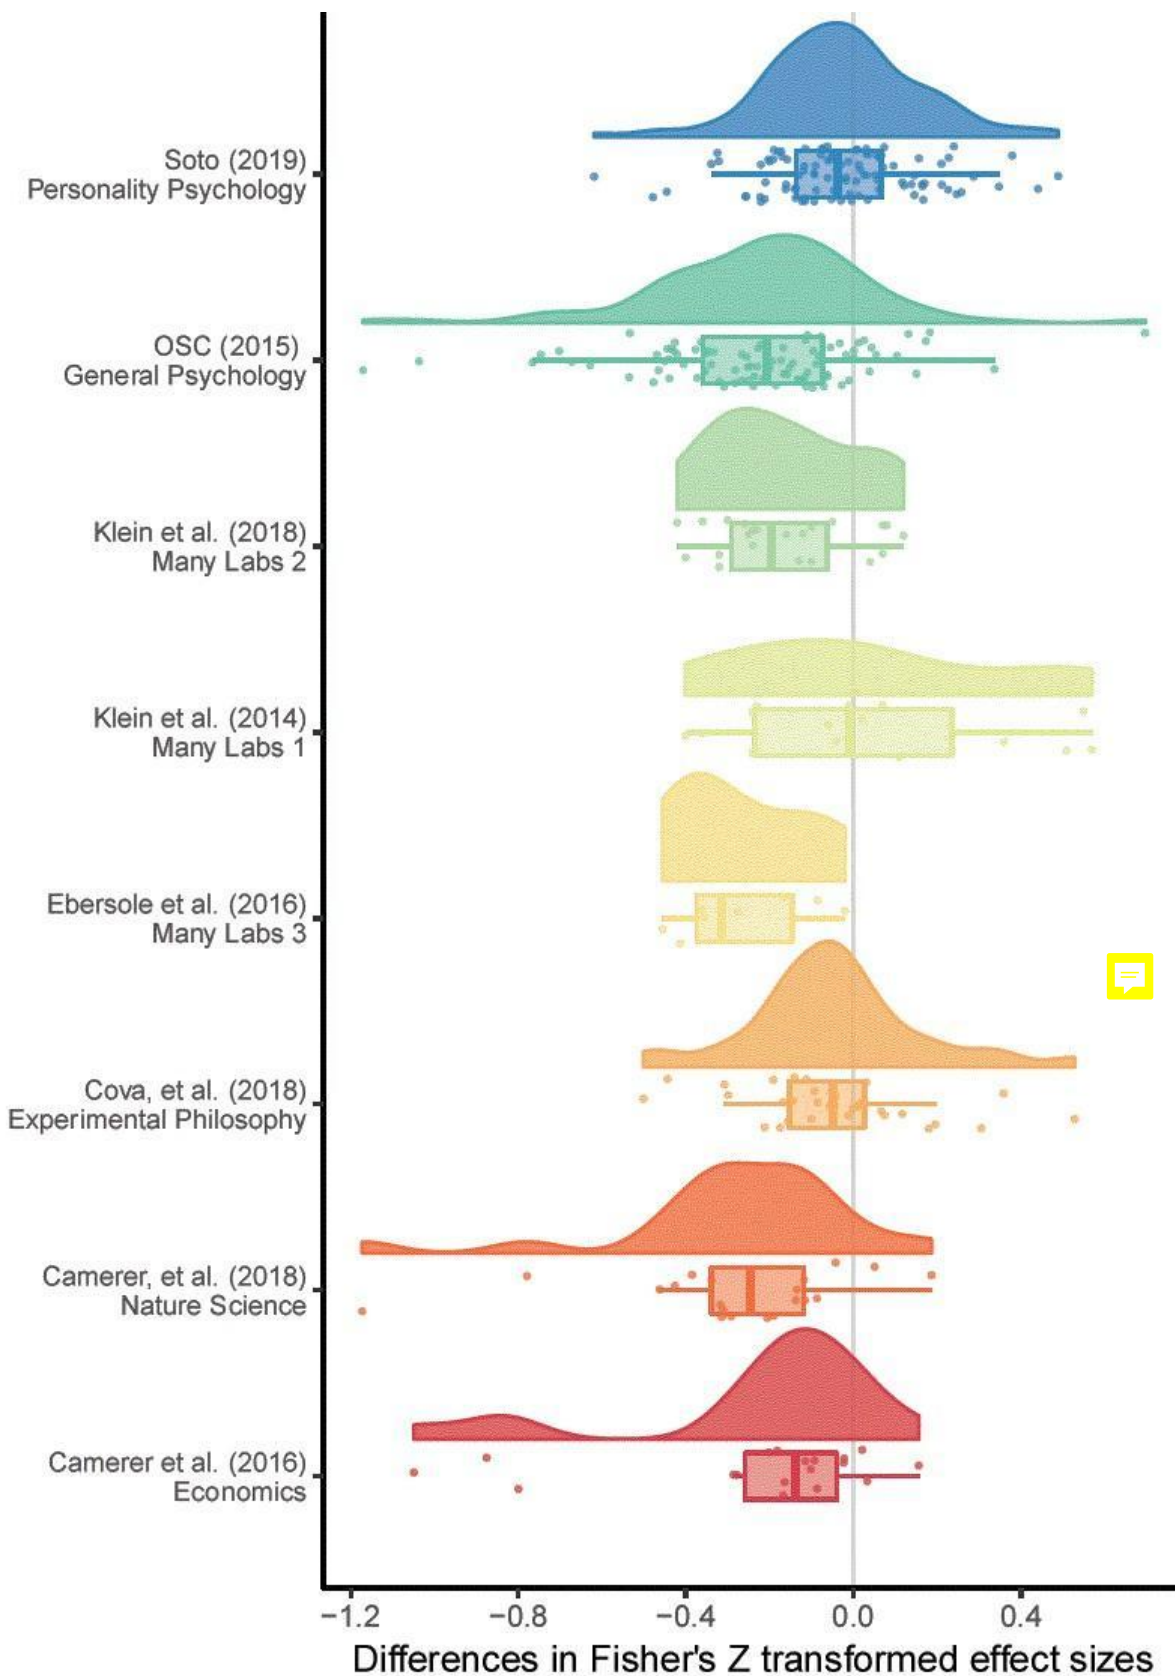 Soto (2019)
Personality Psychology
OSC (2015)
General Psychology
Klein et al. (2018)
Many Labs 2
Klein et al. (2014)
Many Labs 1
Ebersole et al. (2016)
Many Labs 3
Cova, et al. (2018)
Experimental Philosophy
Camerer, et al. (2018)
Nature Science
Camerer et al. (2016)
Economics
−1.2 −0.8 −0.4 0.0 0.4
Differences in Fisher's Z transformed effect sizes